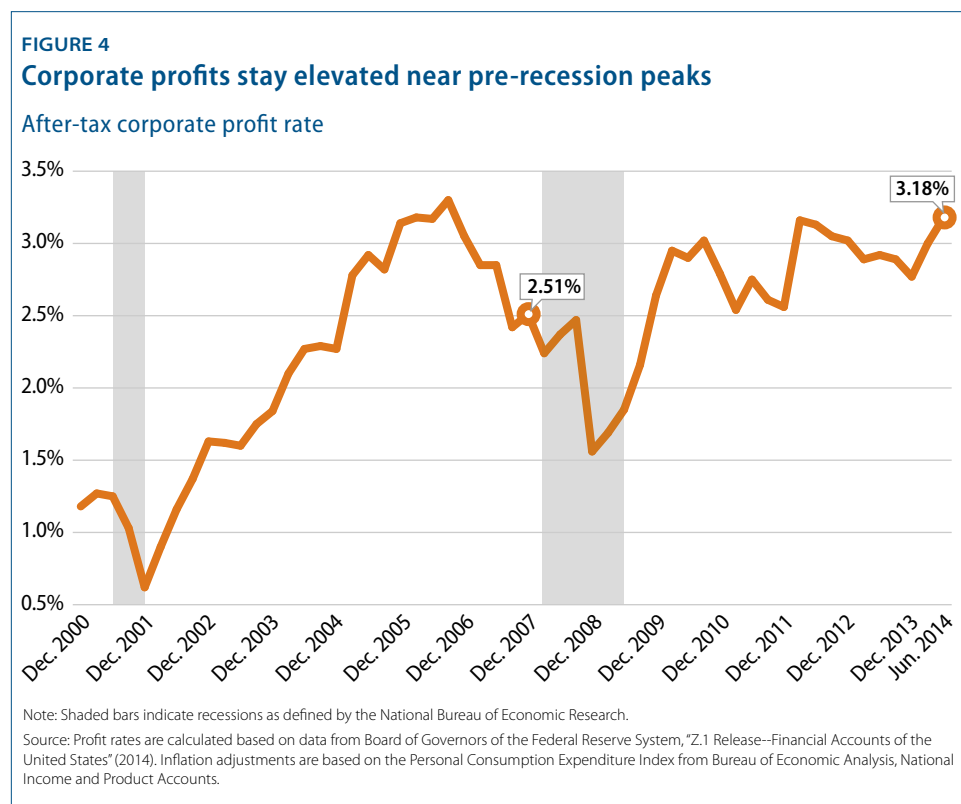 FIGURE 4
Corporate profits stay elevated near pre-recession peaks
After-tax corporate profit rate
3.5%
3.0%
2.5%
2.0%
1.5%
1.0%
0.5%
3.18%
2.51%
Dec. 2000
Dec. 2001
Dec. 2002
Dec. 2003
Dec. 2004
Dec. 2005
Dec. 2006
Dec. 2007
Dec. 2008
Dec. 2009
Dec. 2010
Dec. 2011
Dec. 2012
Dec. 2013
Jun. 2014
Note: Shaded bars indicate recessions as defined by the National Bureau of Economic Research.
Source: Profit rates are calculated based on data from Board of Governors of the Federal Reserve System, “Z.1 Release--Financial Accounts of the
United States” (2014). Inflation adjustments are based on the Personal Consumption Expenditure Index from Bureau of Economic Analysis, National
Income and Product Accounts.